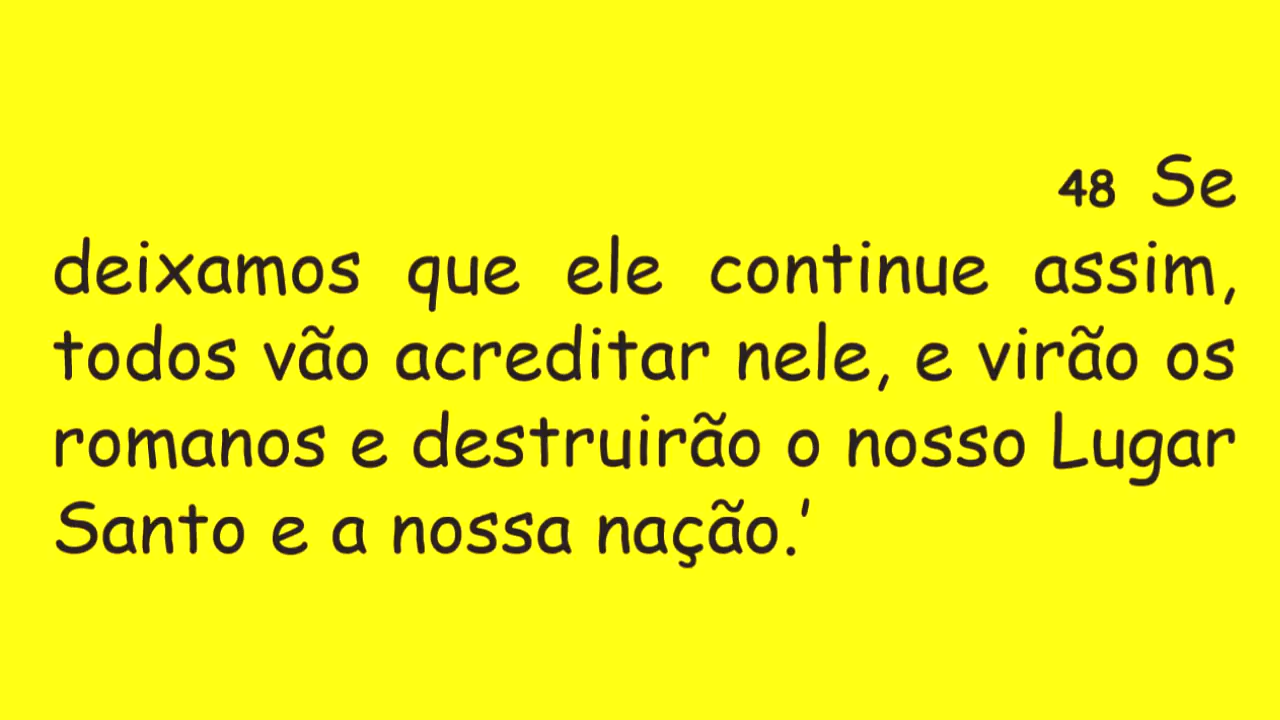 48 Se
deixamos que ele continue assim,
todos vão acreditar nele, e virão os
romanos e destruirão o nosso Lugar
Santo e a nossa nação.'